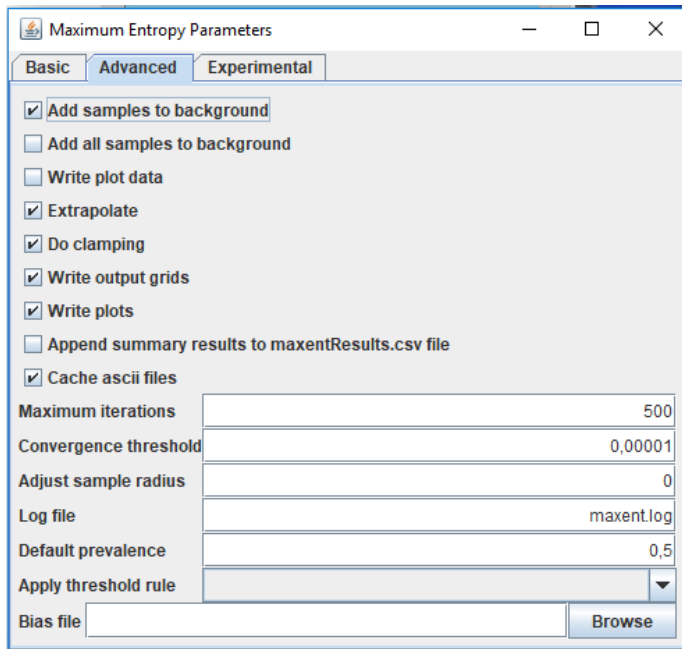 Maximum Entropy Parameters
Basic Advanced Experimental
Add samples to background
Add all samples to background
Write plot data
Extrapolate
Do clamping
Write output grids
Write plots
Append summary results to maxentResults.csv file
Cache ascii files
Maximum iterations 500
Convergence threshold 0,00001
Adjust sample radius 0
Log file maxent.log
Default prevalence 0,5
Apply threshold rule
Bias file Browse